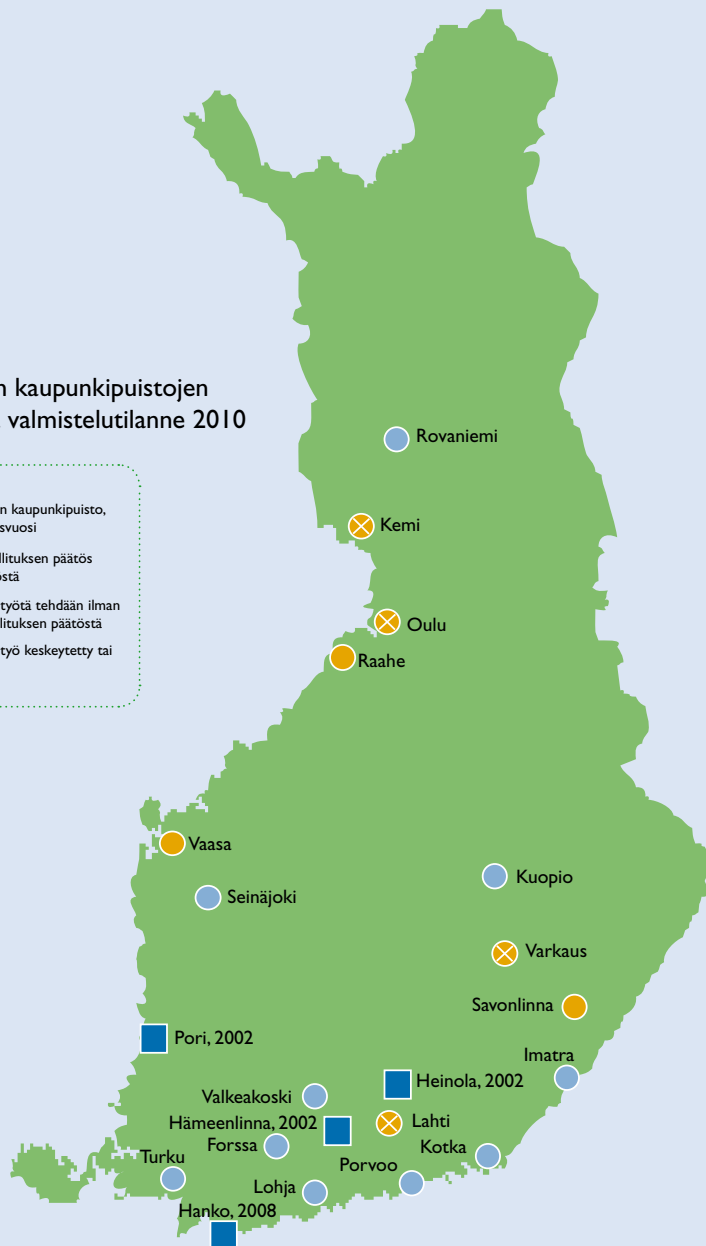 n kaupunkipuistojen
valmistelutilanne 2010
n kaupunkipuisto,
svuosi
llituksen päätös
östä
työtä tehdään ilman
llituksen päätöstä
työ keskeytetty tai
Rovaniemi
Kemi
Oulu
Raahe
Vaasa
Kuopio
Seinäjoki
Varkaus
Savonlinna
Pori, 2002
Imatra
Heinola, 2002
Valkeakoski
Hämeenlinna, 2002
Lahti
Forssa
Kotka
Turku
Porvoo
Lohja
Hanko, 2008